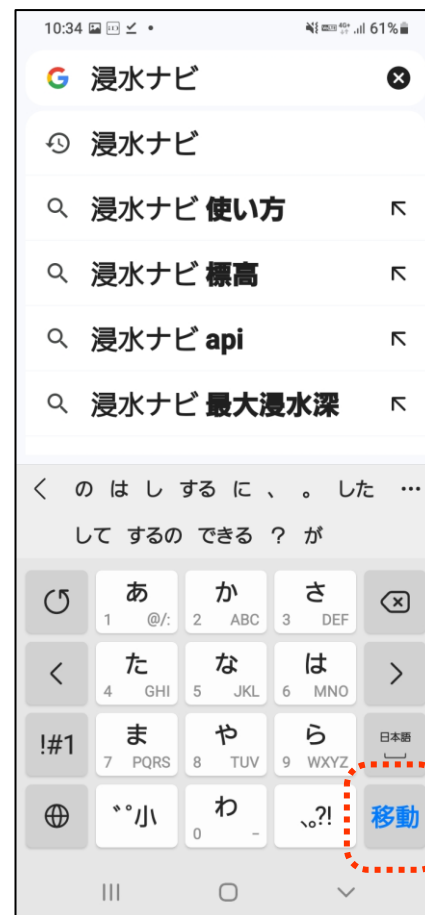 10:34 61%
浸水ナビ
浸水ナビ
浸水ナビ 使い方
浸水ナビ 標高
浸水ナビ api
浸水ナビ 最大浸水深
の は し する に 、 。 した …
して するの できる ? が
あ か さ
1 @/: 2 ABC 3 DEF
た な は
4 GHI 5 JKL 6 MNO
!#1 ま や ら 日本語
7 PQRS 8 TUV 9 WXYZ
゛゜小 わ 、。?! 移動
0 -